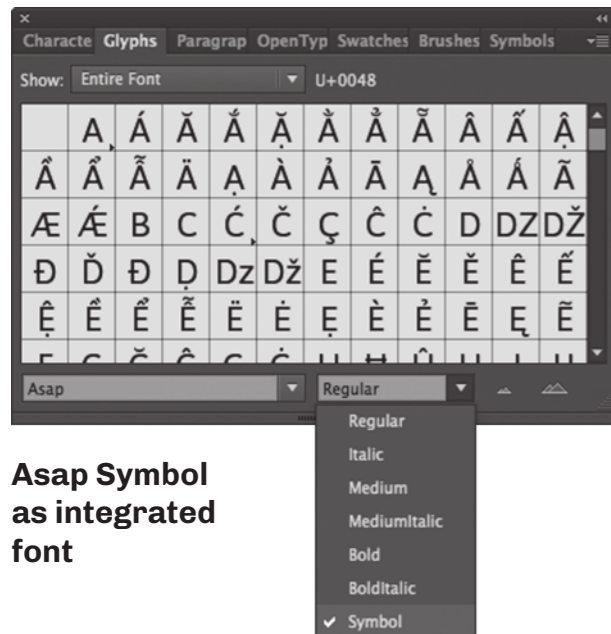 Characte Glyphs Paragrap OpenTyp Swatches Brushes Symbols
Show: Entire Font U+0048
A Á Ă Ắ Ặ Ằ Ẳ Ẵ Â Ấ Ậ
Ầ Ẩ Ẫ Ä Ạ À Ả Ā Ą Å Ǻ Ã
Æ Ǽ B C Ć Č Ç Ĉ Ċ D DZ DŽ
Ð Ď Đ Ḍ Dz Dž E É Ĕ Ě Ê Ế
Ệ Ề Ể Ễ Ë Ė Ẹ È Ẻ Ē Ę Ẽ
Asap Regular
Regular
Italic
Medium
MediumItalic
Bold
BoldItalic
Symbol
Asap Symbol
as integrated
font